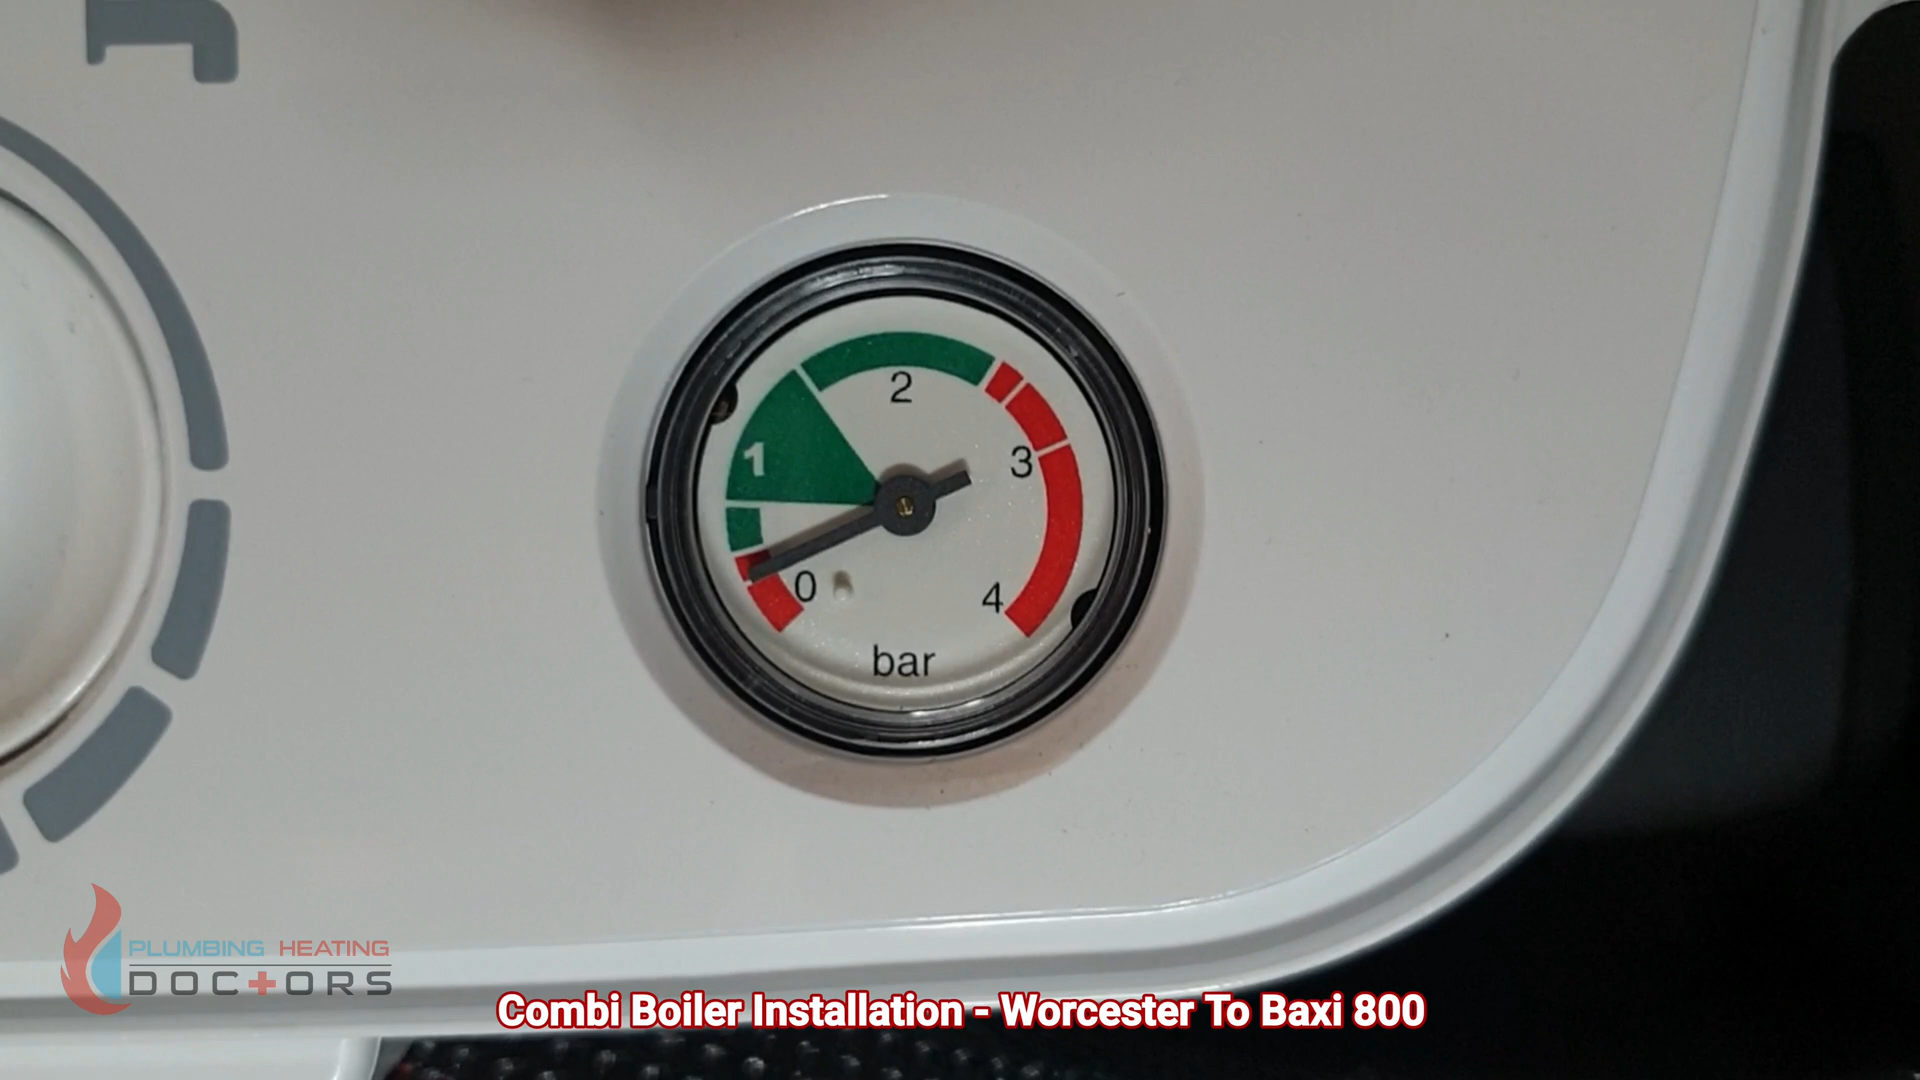 2
1
3
0
4
bar
PLUMBING HEATING
DOCTORS
Combi Boiler Installation - Worcester To Baxi 800